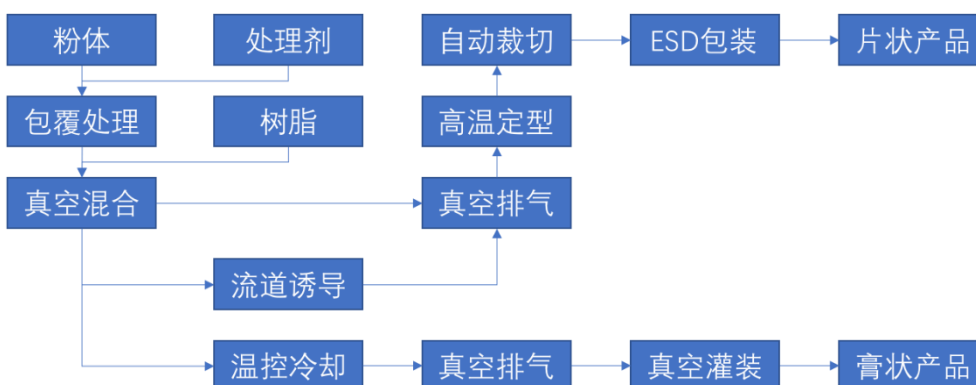 粉体
处理剂
自动裁切
ESD包装
片状产品
包覆处理
树脂
高温定型
真空混合
真空排气
流道诱导
温控冷却
真空排气
真空灌装
膏状产品